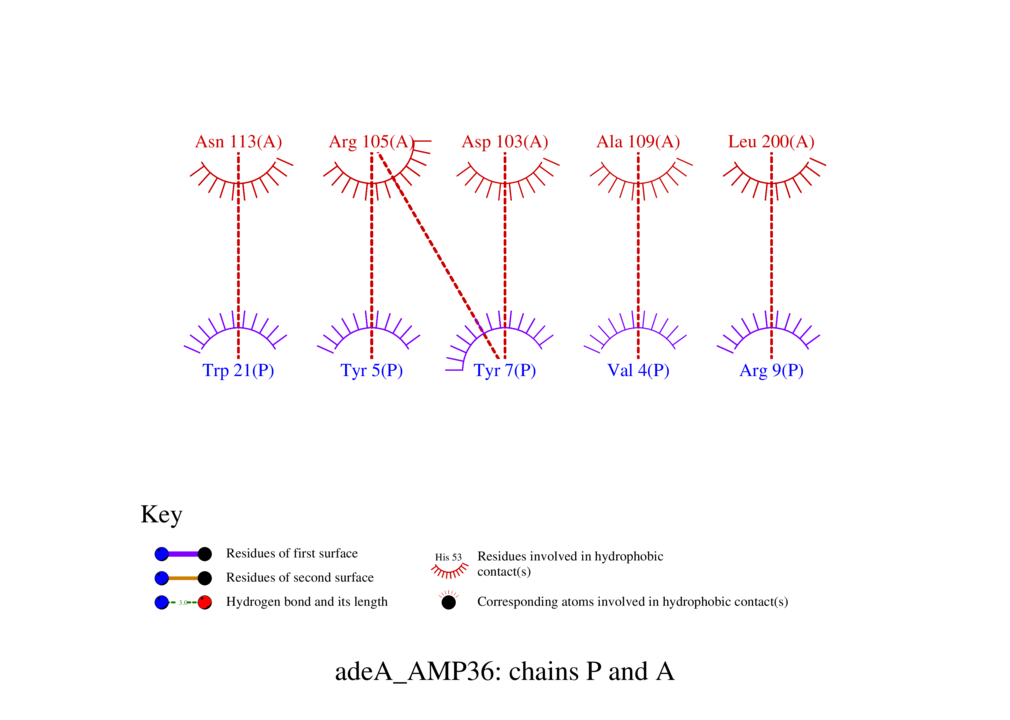 Asn 113(A) Arg 105(A) Asp 103(A) Ala 109(A) Leu 200(A)
Trp 21(P) Tyr 5(P) Tyr 7(P) Val 4(P) Arg 9(P)
Key
Residues of first surface
Residues of second surface
3.0
Hydrogen bond and its length
His 53
Residues involved in hydrophobic
contact(s)
Corresponding atoms involved in hydrophobic contact(s)
adeA_AMP36: chains P and A